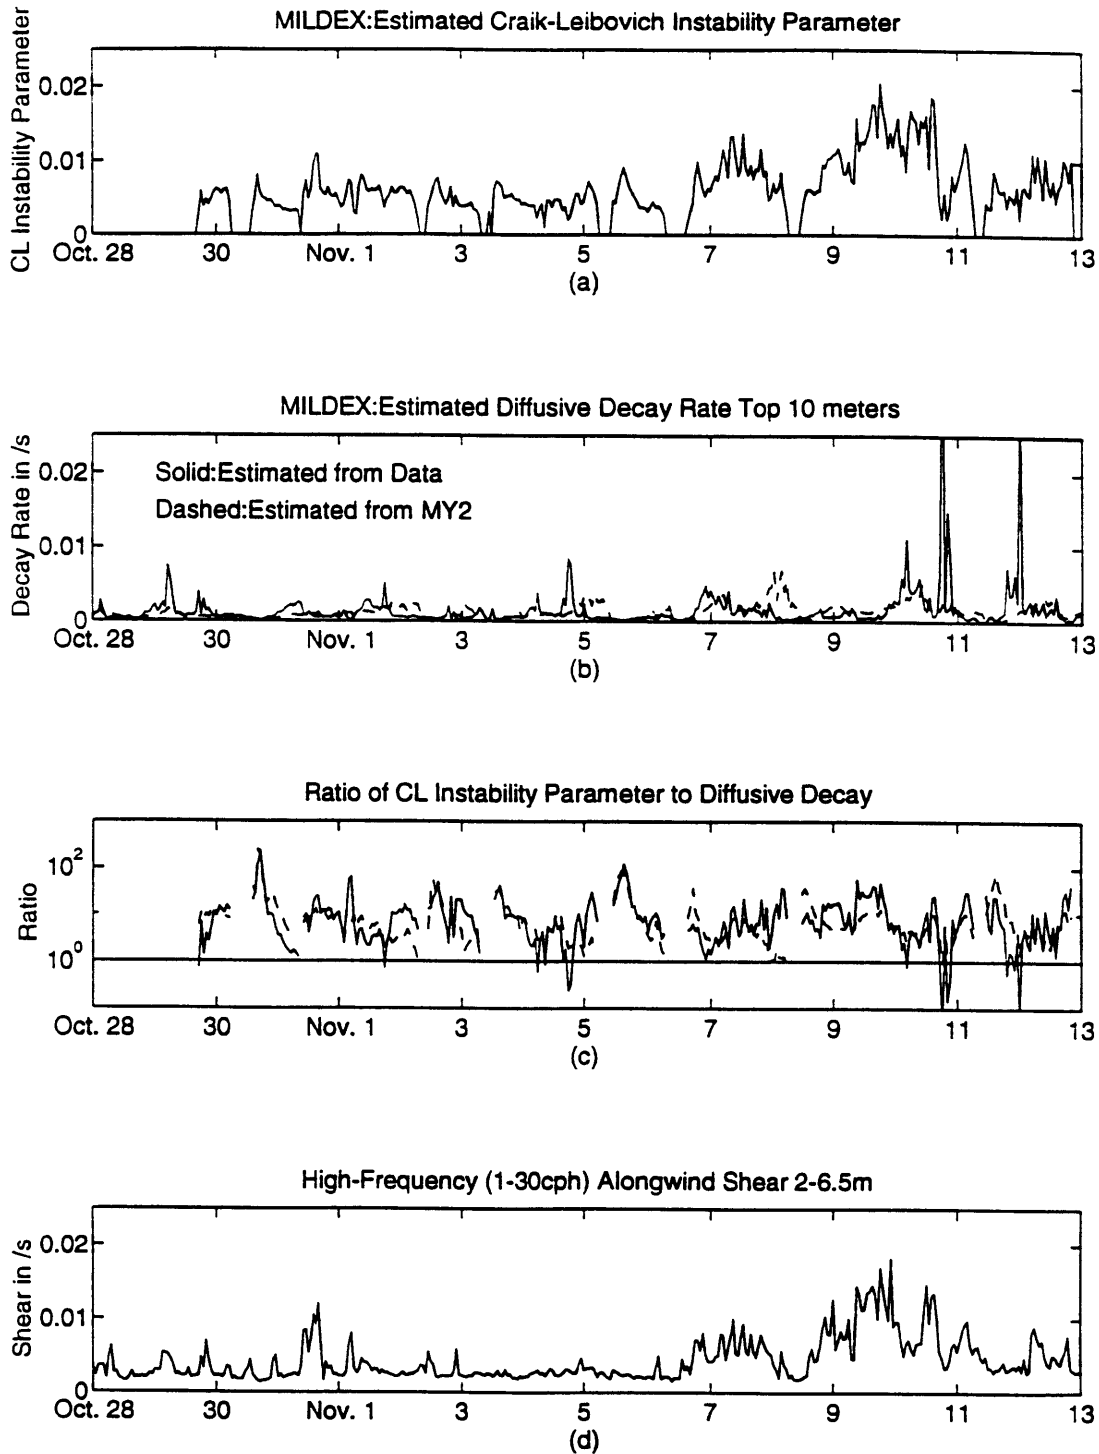 MILDEX:Estimated Craik-Leibovich Instability Parameter
CL Instability Parameter
0.02
0.01
0
Oct. 28 30 Nov. 1 3 5 7 9 11 13
(a)
MILDEX:Estimated Diffusive Decay Rate Top 10 meters
Decay Rate in /s
0.02
0.01
0
Solid:Estimated from Data
Dashed:Estimated from MY2
Oct. 28 30 Nov. 1 3 5 7 9 11 13
(b)
Ratio of CL Instability Parameter to Diffusive Decay
Ratio
10²
10⁰
Oct. 28 30 Nov. 1 3 5 7 9 11 13
(c)
High-Frequency (1-30cph) Alongwind Shear 2-6.5m
Shear in /s
0.02
0.01
0
Oct. 28 30 Nov. 1 3 5 7 9 11 13
(d)